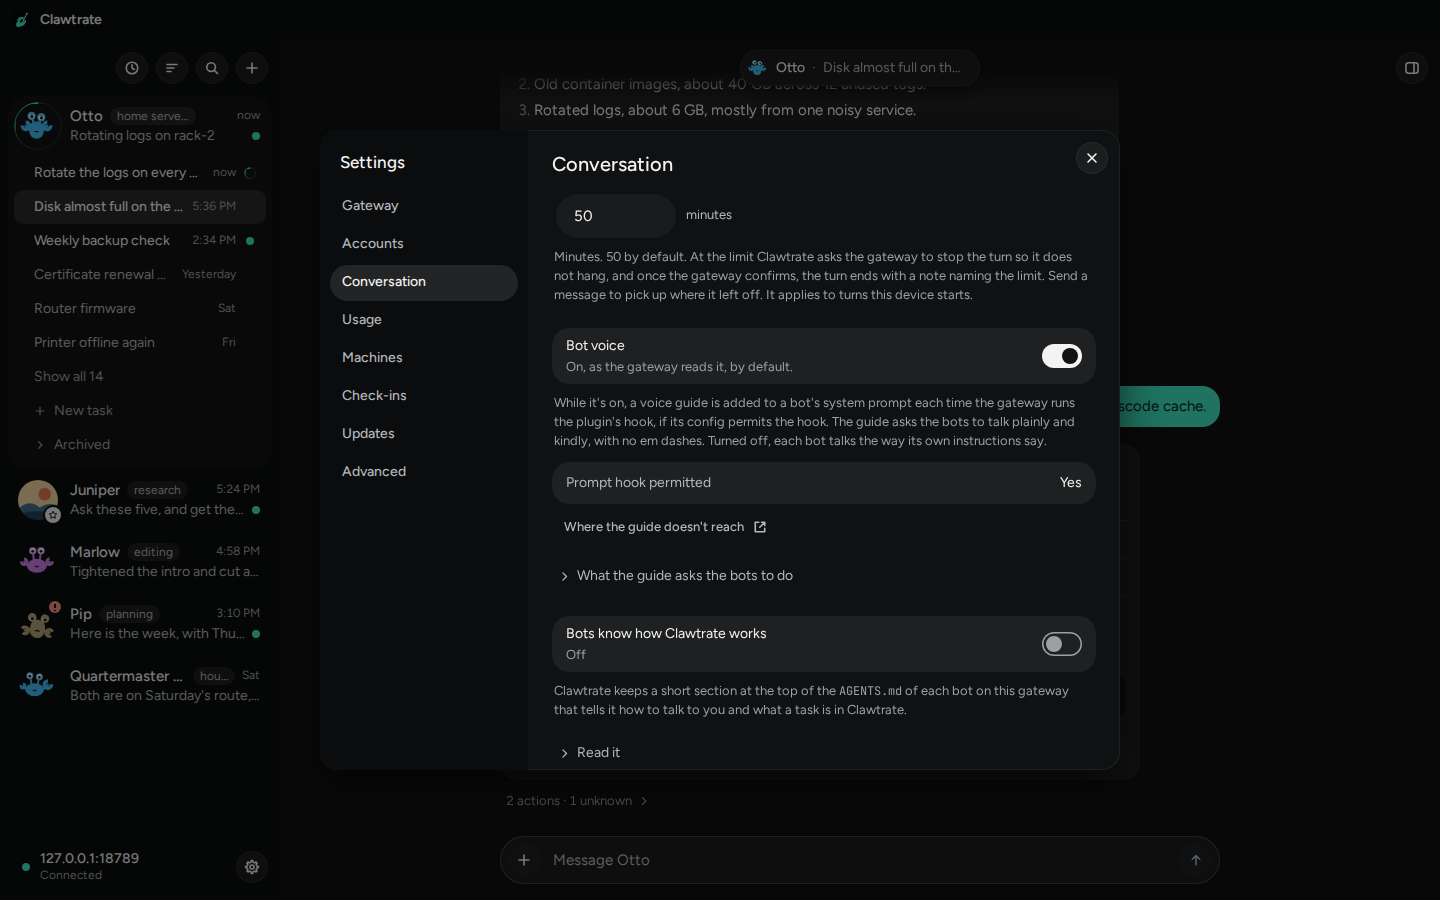 Clawtrate
Otto · Disk almost full on th...
2. Old container images, about 40 GB across 12 unused tags.
3. Rotated logs, about 6 GB, mostly from one noisy service.
Otto home serve... now
Rotating logs on rack-2
Rotate the logs on every ... now
Disk almost full on the ... 5:36 PM
Weekly backup check 2:34 PM
Certificate renewal ... Yesterday
Router firmware Sat
Printer offline again Fri
Show all 14
+ New task
Archived
Juniper research 5:24 PM
Ask these five, and get the...
Marlow editing 4:58 PM
Tightened the intro and cut a...
Pip planning 3:10 PM
Here is the week, with Thu...
Quartermaster ... hou... Sat
Both are on Saturday's route,...
127.0.0.1:18789
Connected
Settings
Gateway
Accounts
Conversation
Usage
Machines
Check-ins
Updates
Advanced
Conversation
50 minutes
Minutes. 50 by default. At the limit Clawtrate asks the gateway to stop the turn so it does
not hang, and once the gateway confirms, the turn ends with a note naming the limit. Send a
message to pick up where it left off. It applies to turns this device starts.
Bot voice
On, as the gateway reads it, by default.
While it's on, a voice guide is added to a bot's system prompt each time the gateway runs
the plugin's hook, if its config permits the hook. The guide asks the bots to talk plainly and
kindly, with no em dashes. Turned off, each bot talks the way its own instructions say.
Prompt hook permitted Yes
Where the guide doesn't reach
What the guide asks the bots to do
Bots know how Clawtrate works
Off
Clawtrate keeps a short section at the top of the AGENTS.md of each bot on this gateway
that tells it how to talk to you and what a task is in Clawtrate.
Read it
scode cache.
2 actions · 1 unknown
Message Otto